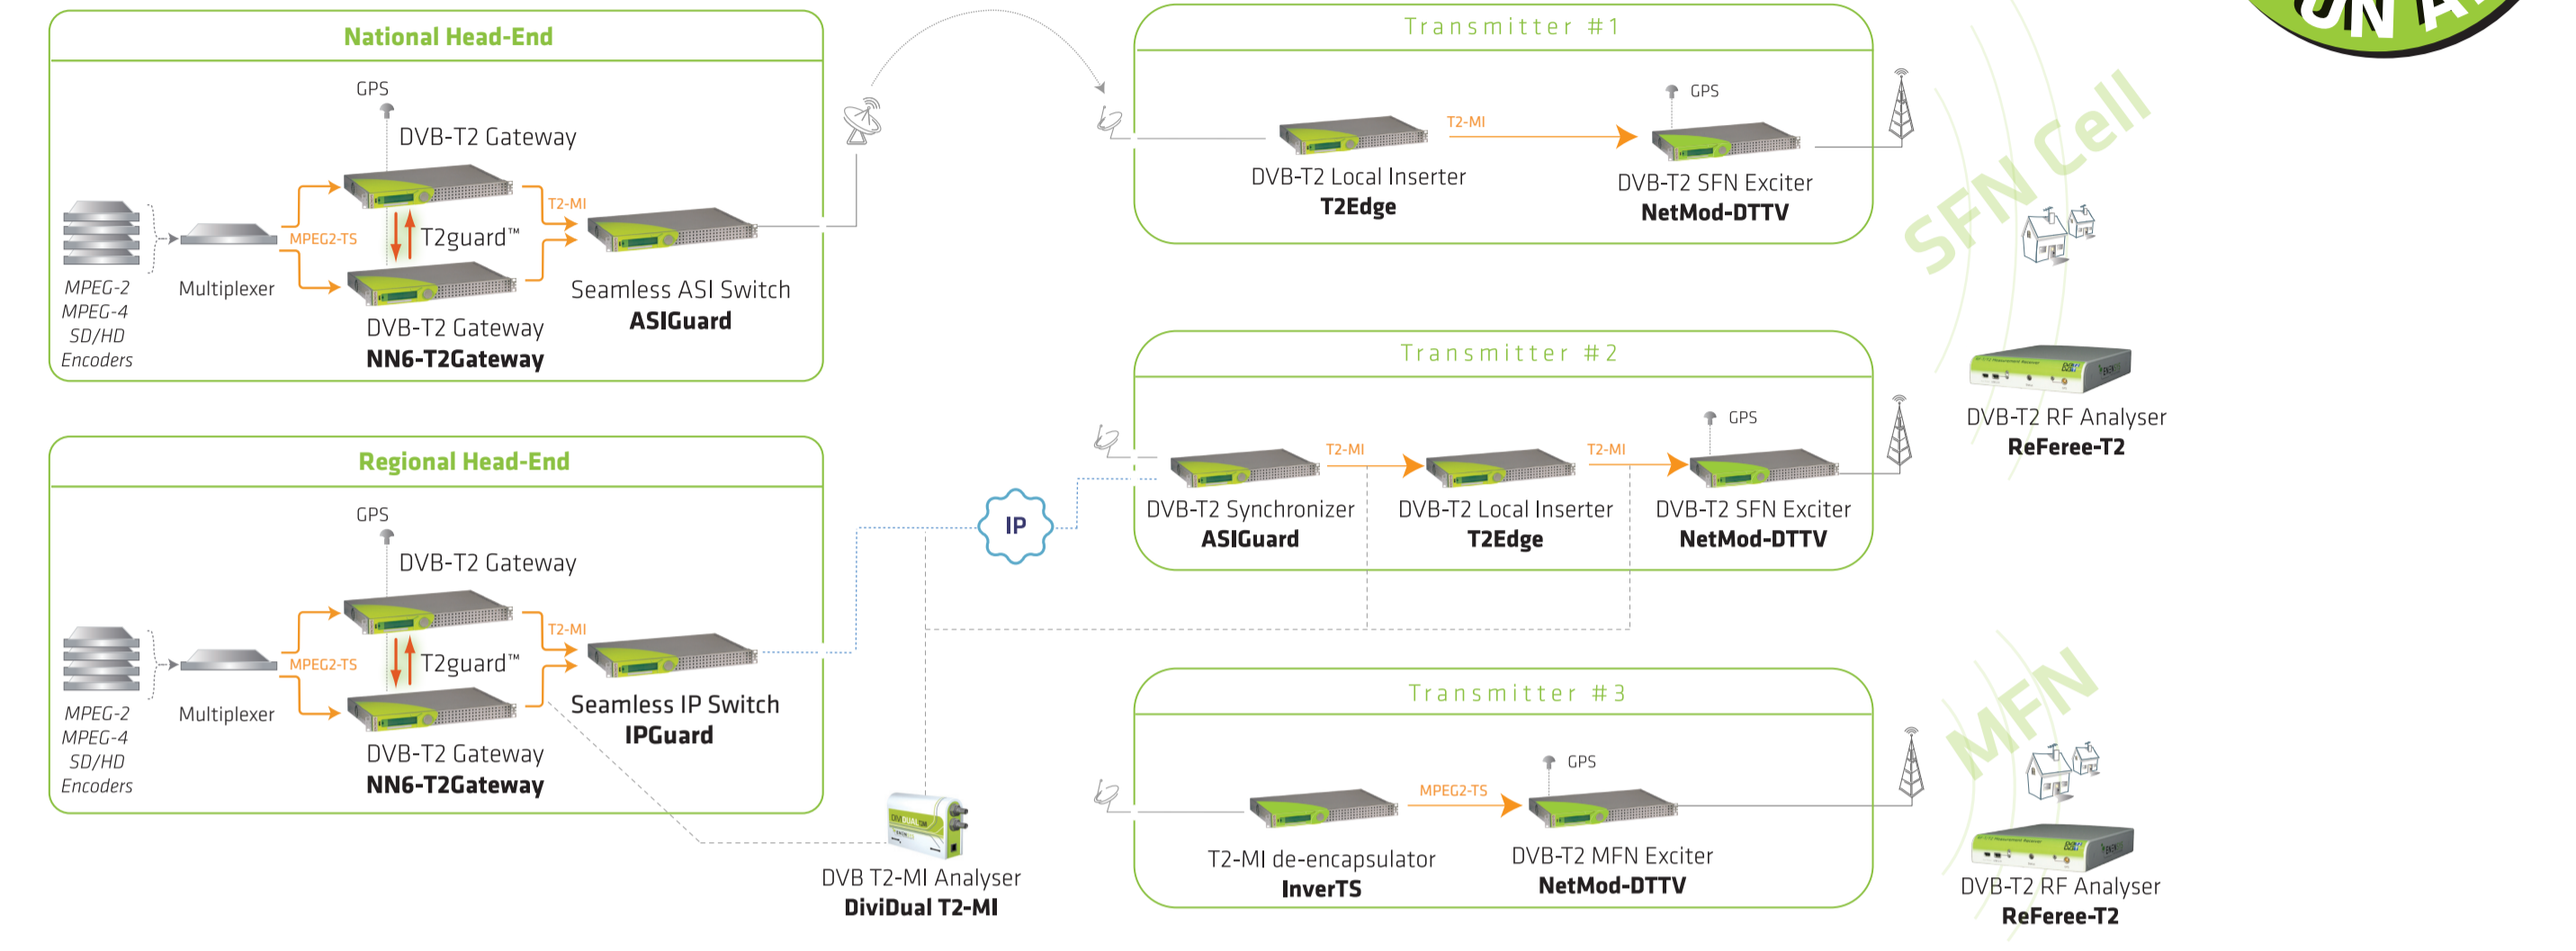 National Head-End
GPS
DVB-T2 Gateway
T2-MI
MPEG2-TS
T2guard™
MPEG-2
MPEG-4
SD/HD
Encoders
Multiplexer
DVB-T2 Gateway
NN6-T2Gateway
Seamless ASI Switch
ASIGuard
Regional Head-End
GPS
DVB-T2 Gateway
T2-MI
MPEG2-TS
T2guard™
MPEG-2
MPEG-4
SD/HD
Encoders
Multiplexer
DVB-T2 Gateway
NN6-T2Gateway
Seamless IP Switch
IPGuard
IP
DVB T2-MI Analyser
DiviDual T2-MI
Transmitter #1
GPS
T2-MI
DVB-T2 Local Inserter
T2Edge
DVB-T2 SFN Exciter
NetMod-DTTV
Transmitter #2
GPS
T2-MI
T2-MI
DVB-T2 Synchronizer
ASIGuard
DVB-T2 Local Inserter
T2Edge
DVB-T2 SFN Exciter
NetMod-DTTV
Transmitter #3
GPS
MPEG2-TS
T2-MI de-encapsulator
InverTS
DVB-T2 MFN Exciter
NetMod-DTTV
SFN Cell
DVB-T2 RF Analyser
ReFeree-T2
MFN
DVB-T2 RF Analyser
ReFeree-T2